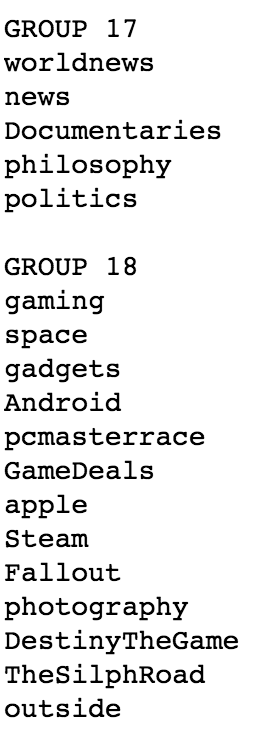 GROUP 17
worldnews
news
Documentaries
philosophy
politics
GROUP 18
gaming
space
gadgets
Android
pcmasterrace
GameDeals
apple
Steam
Fallout
photography
DestinyTheGame
TheSilphRoad
outside